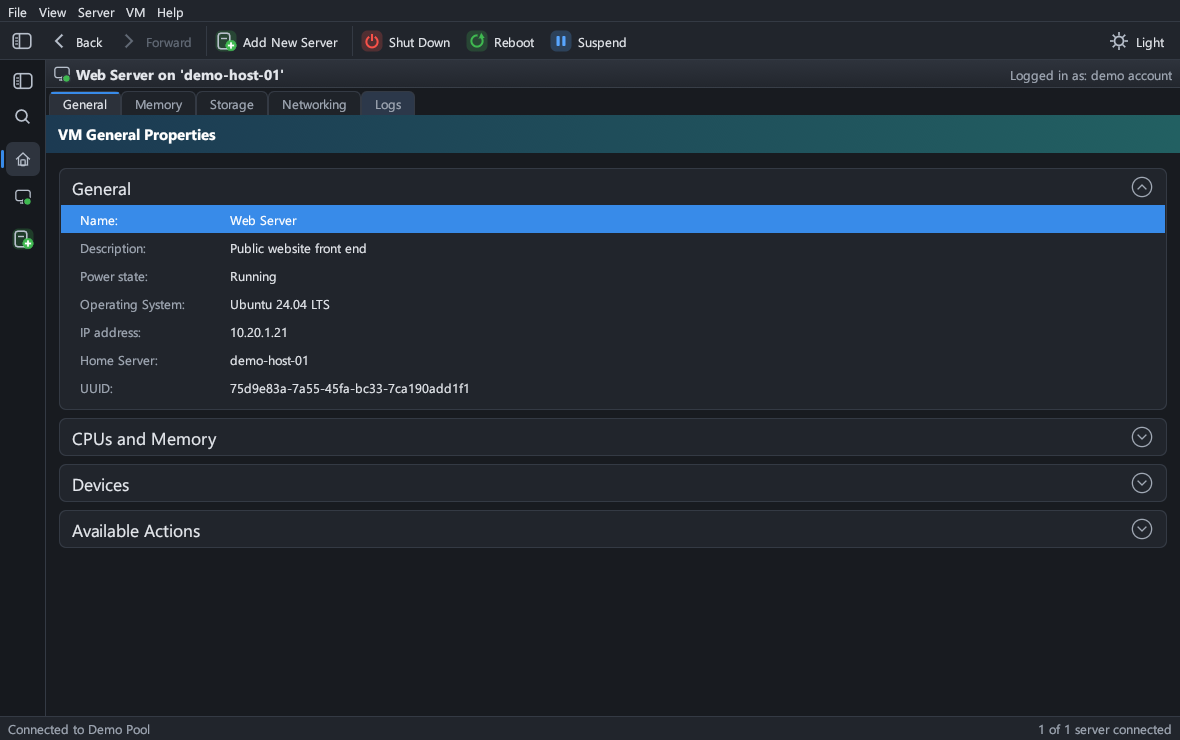 File View Server VM Help
Back Forward Add New Server Shut Down Reboot Suspend Light
Web Server on 'demo-host-01' Logged in as: demo account
General Memory Storage Networking Logs
VM General Properties
General
Name: Web Server
Description: Public website front end
Power state: Running
Operating System: Ubuntu 24.04 LTS
IP address: 10.20.1.21
Home Server: demo-host-01
UUID: 75d9e83a-7a55-45fa-bc33-7ca190add1f1
CPUs and Memory
Devices
Available Actions
Connected to Demo Pool 1 of 1 server connected